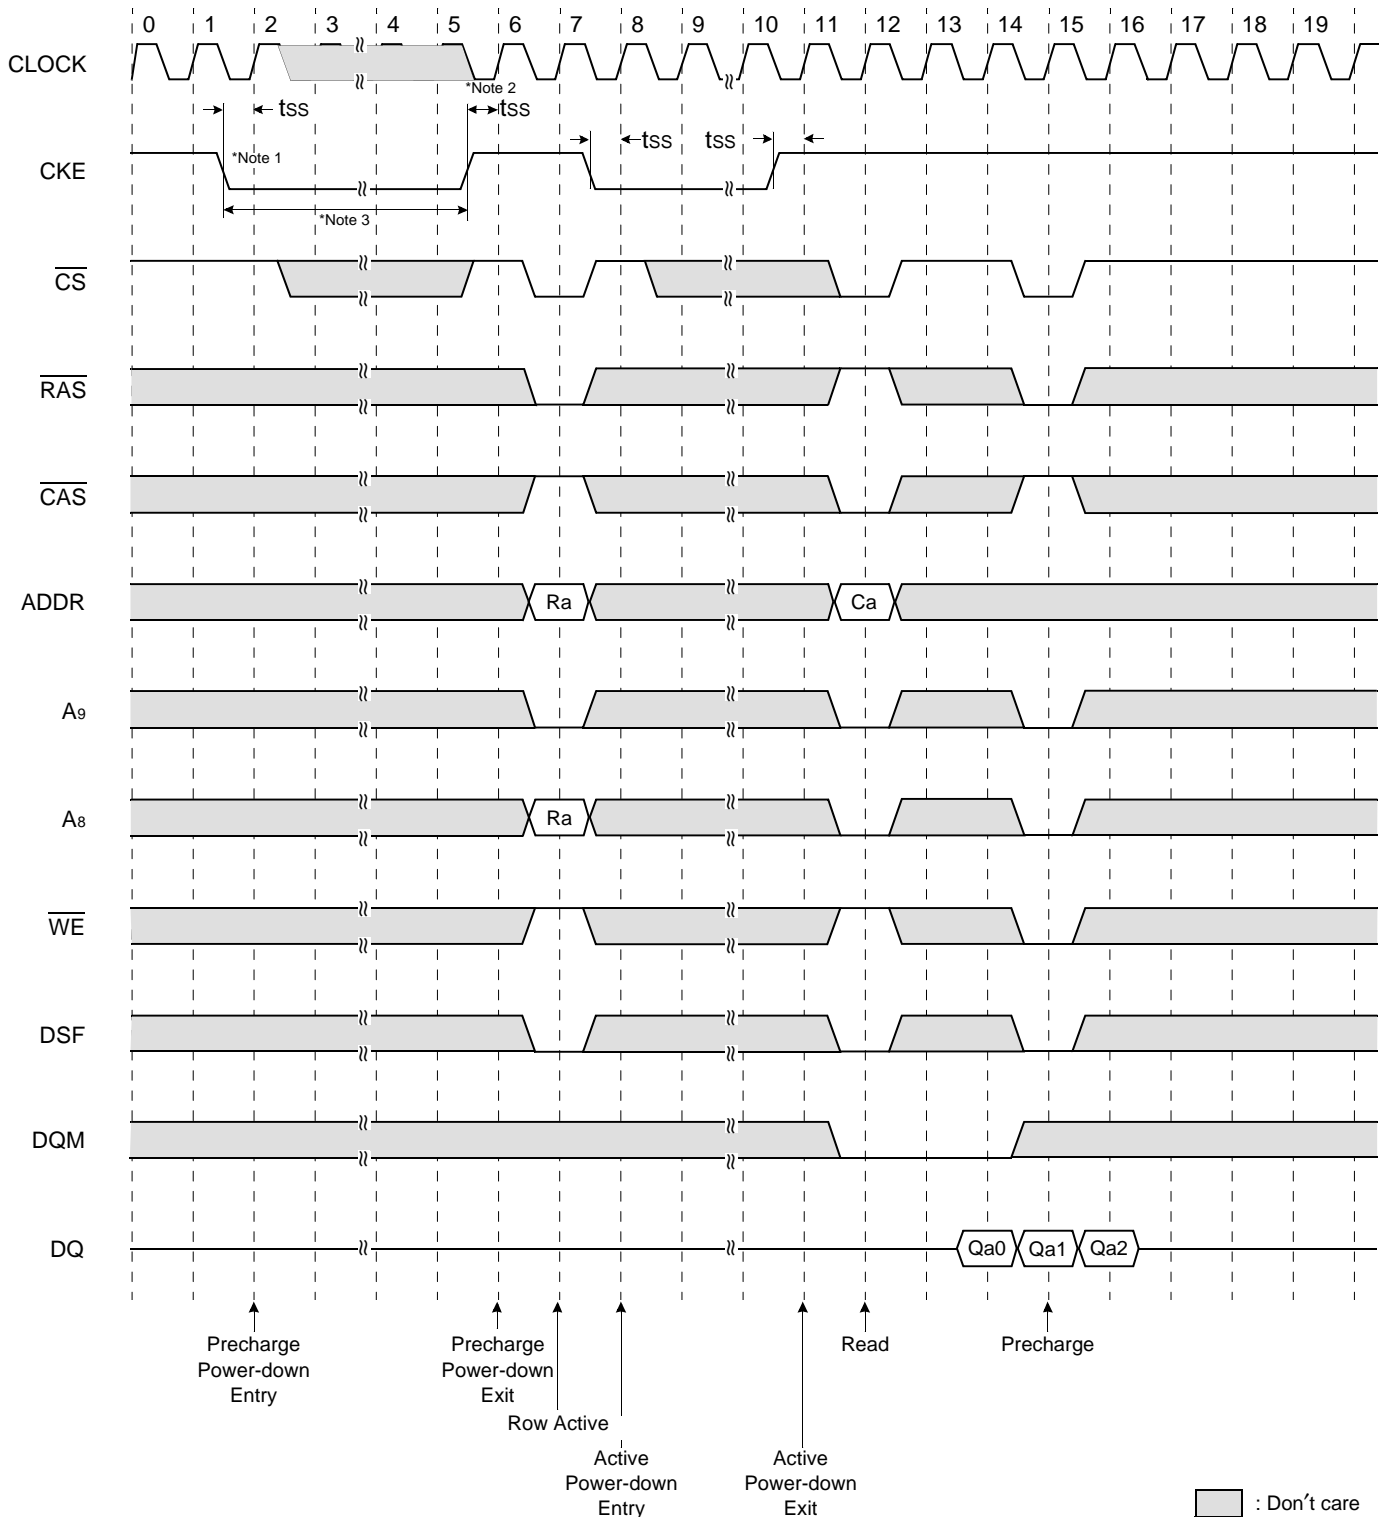 0 1 2 3 4 5 6 7 8 9 10 11 12 13 14 15 16 17 18 19
CLOCK
*Note 2
tSS tSS
tSS tSS
*Note 1
CKE
*Note 3
CS
RAS
CAS
ADDR Ra Ca
A9
A8 Ra
WE
DSF
DQM
DQ Qa0 Qa1 Qa2
Precharge
Power-down
Entry
Precharge
Power-down
Exit
Row Active
Active
Power-down
Entry
Active
Power-down
Exit
Read
Precharge
: Don′t care